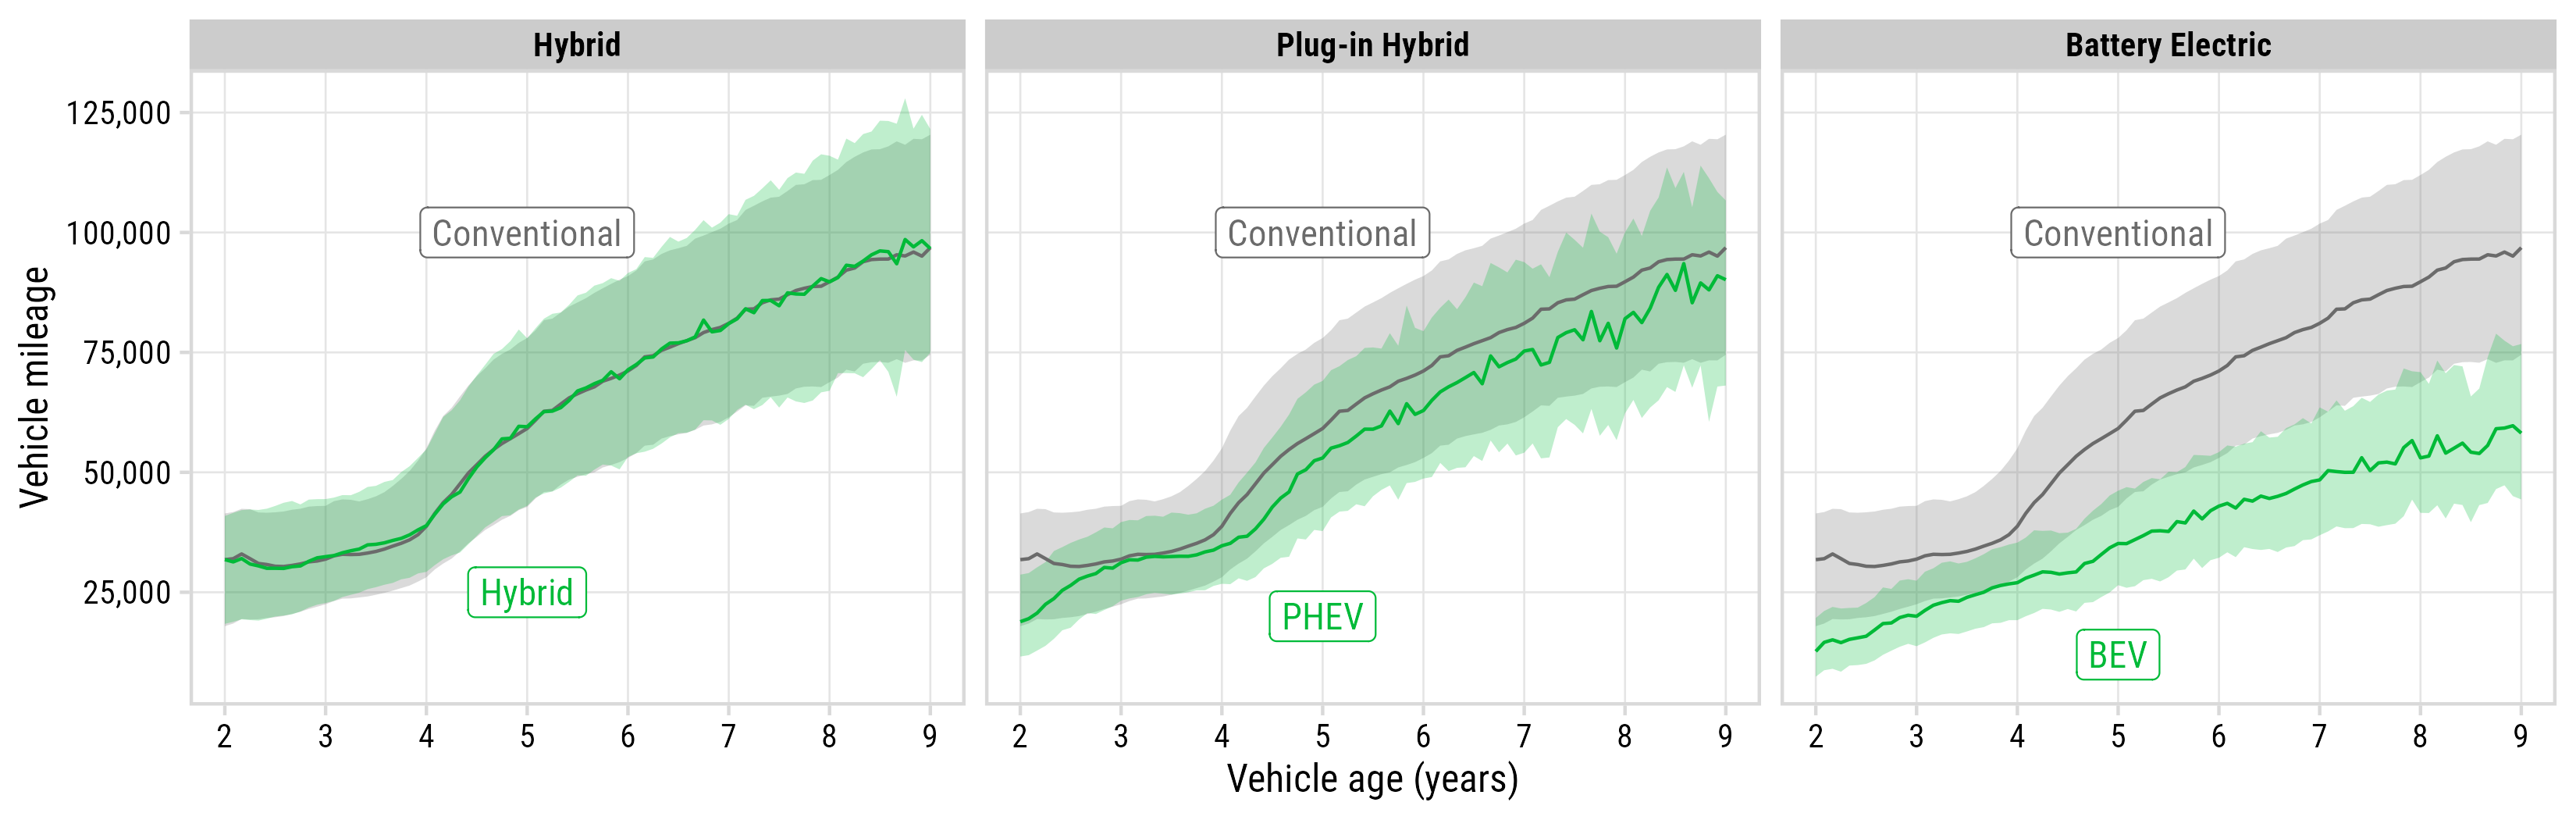 Hybrid Plug-in Hybrid Battery Electric
Vehicle mileage
125,000
100,000
75,000
50,000
25,000
Conventional Conventional Conventional
Hybrid
PHEV
BEV
2 3 4 5 6 7 8 9 2 3 4 5 6 7 8 9 2 3 4 5 6 7 8 9
Vehicle age (years)